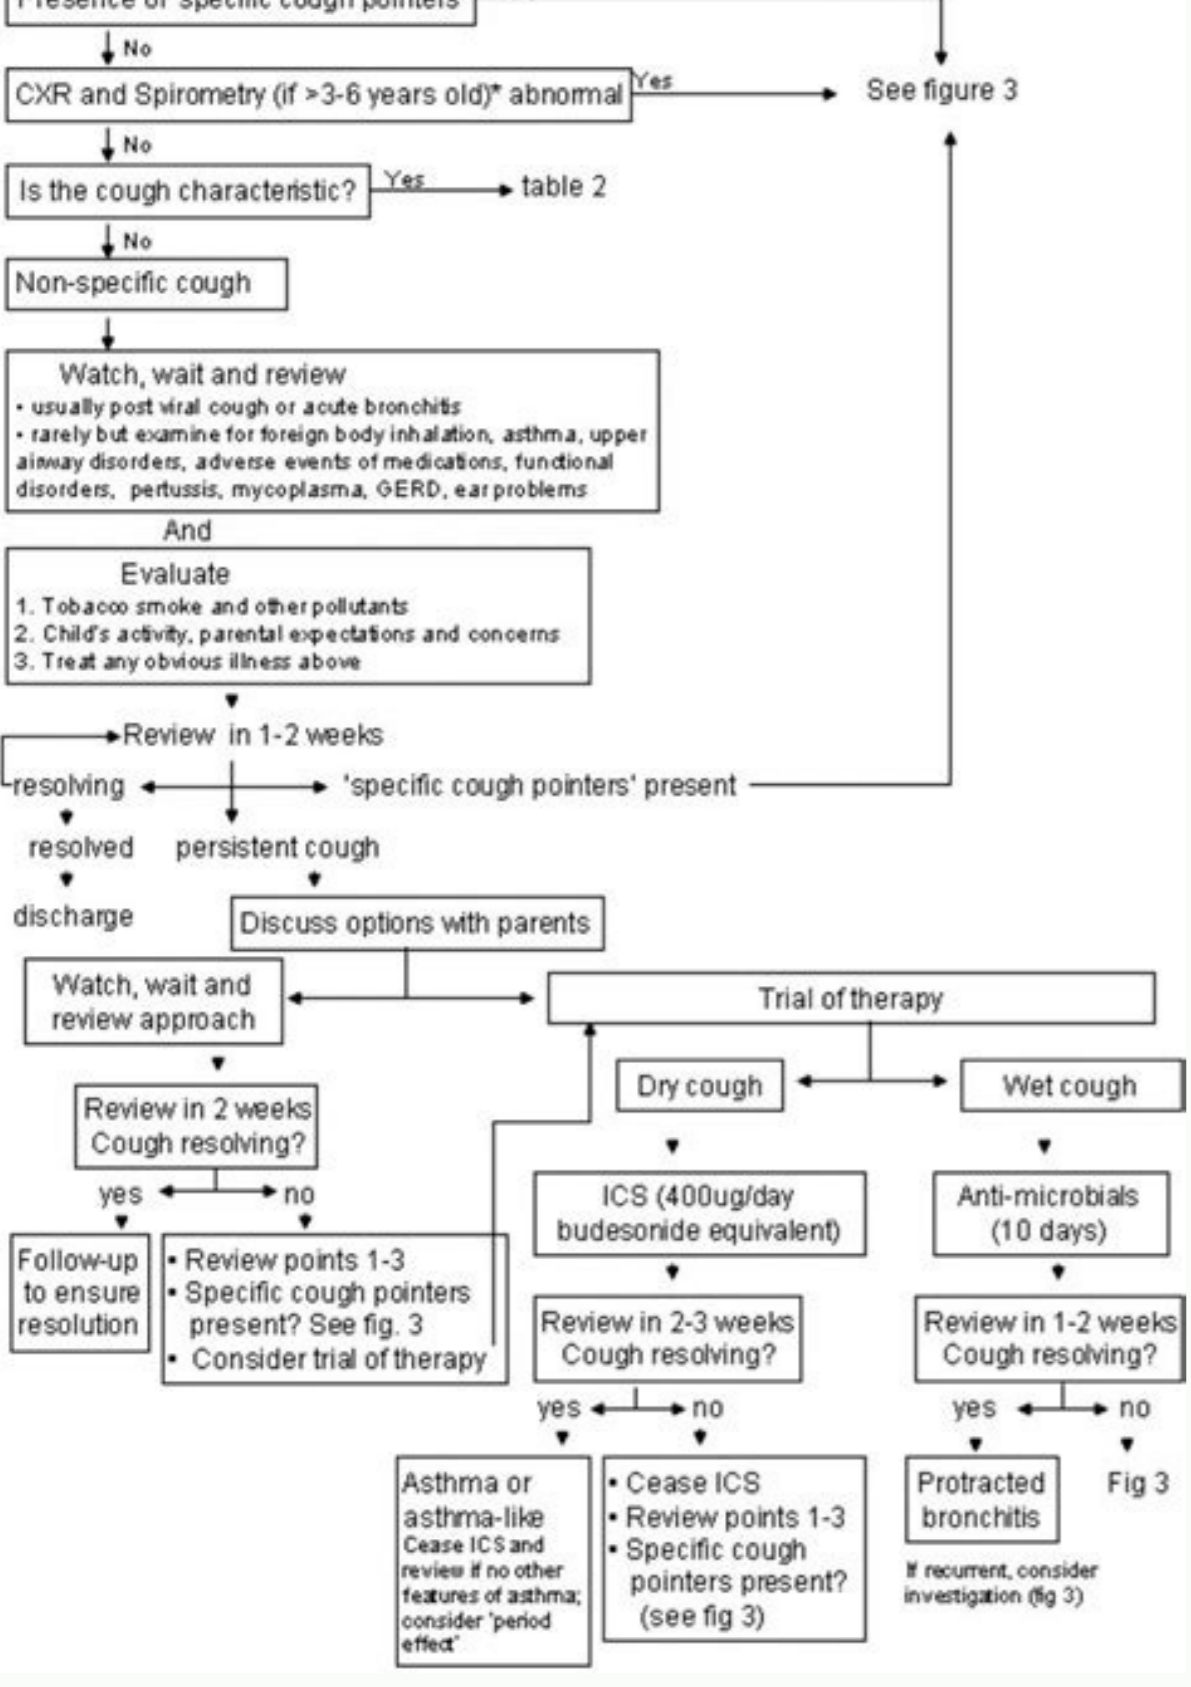 Presence of specific cough pointers
No
CXR and Spirometry (if >3-6 years old)* abnormal
Yes
See figure 3
No
Is the cough characteristic?
Yes
table 2
No
Non-specific cough
Watch, wait and review
• usually post viral cough or acute bronchitis
• rarely but examine for foreign body inhalation, asthma, upper
airway disorders, adverse events of medications, functional
disorders, pertussis, mycoplasma, GERD, ear problems
And
Evaluate
1. Tobacco smoke and other pollutants
2. Child's activity, parental expectations and concerns
3. Treat any obvious illness above
Review in 1-2 weeks
resolving
'specific cough pointers' present
resolved
persistent cough
discharge
Discuss options with parents
Watch, wait and
review approach
Trial of therapy
Dry cough
Wet cough
Review in 2 weeks
Cough resolving?
yes
no
ICS (400ug/day
budesonide equivalent)
Anti-microbials
(10 days)
Follow-up
to ensure
resolution
• Review points 1-3
• Specific cough pointers
present? See fig. 3
• Consider trial of therapy
Review in 2-3 weeks
Cough resolving?
Review in 1-2 weeks
Cough resolving?
yes
no
yes
no
Asthma or
asthma-like
Cease ICS and
review if no other
features of asthma;
consider 'period
effect'
• Cease ICS
• Review points 1-3
• Specific cough
pointers present?
(see fig 3)
Protracted
bronchitis
Fig 3
If recurrent, consider
investigation (fig 3)